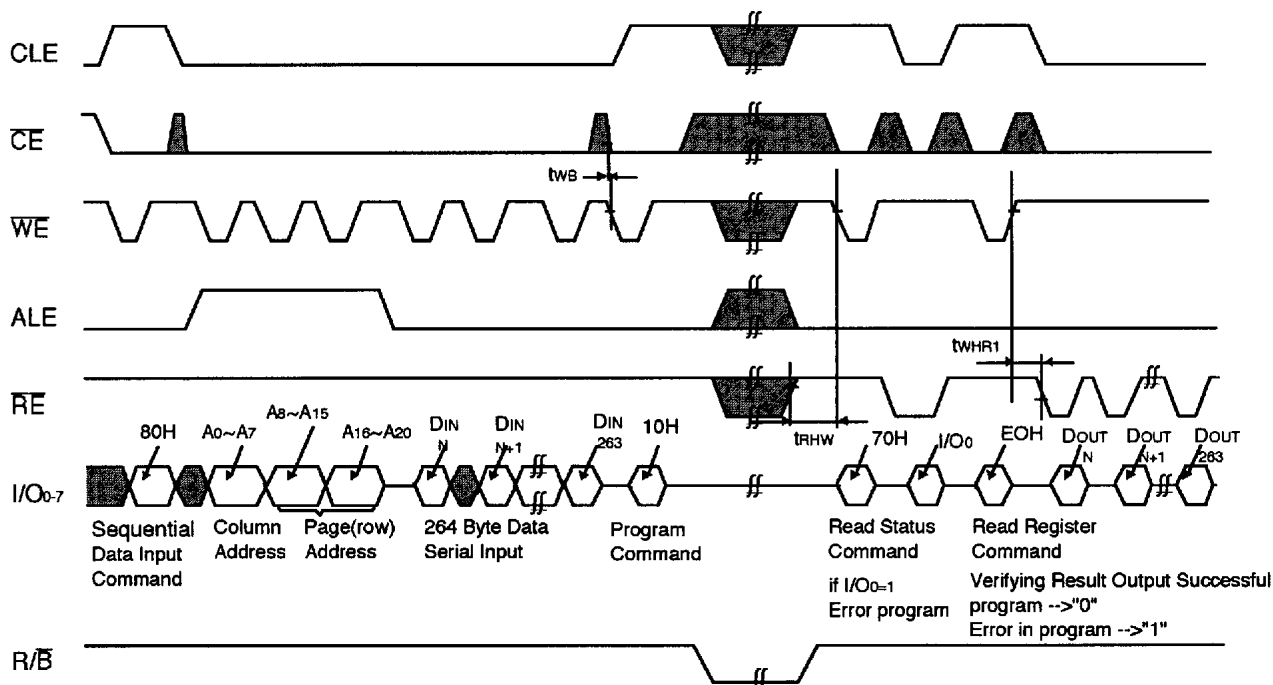 CLE
CE
tWB
WE
ALE
tWHR1
RE
tRHW
80H
A0~A7
A8~A15
A16~A20
DIN
N
DIN
N+1
DIN
263
10H
70H
I/O0
EOH
DOUT
N
DOUT
N+1
DOUT
263
I/O0-7
Sequential
Data Input
Command
Column
Address
Page(row)
Address
264 Byte Data
Serial Input
Program
Command
Read Status
Command
if I/O0=1
Error program
Read Register
Command
Verifying Result Output Successful
program -->"0"
Error in program -->"1"
R/B